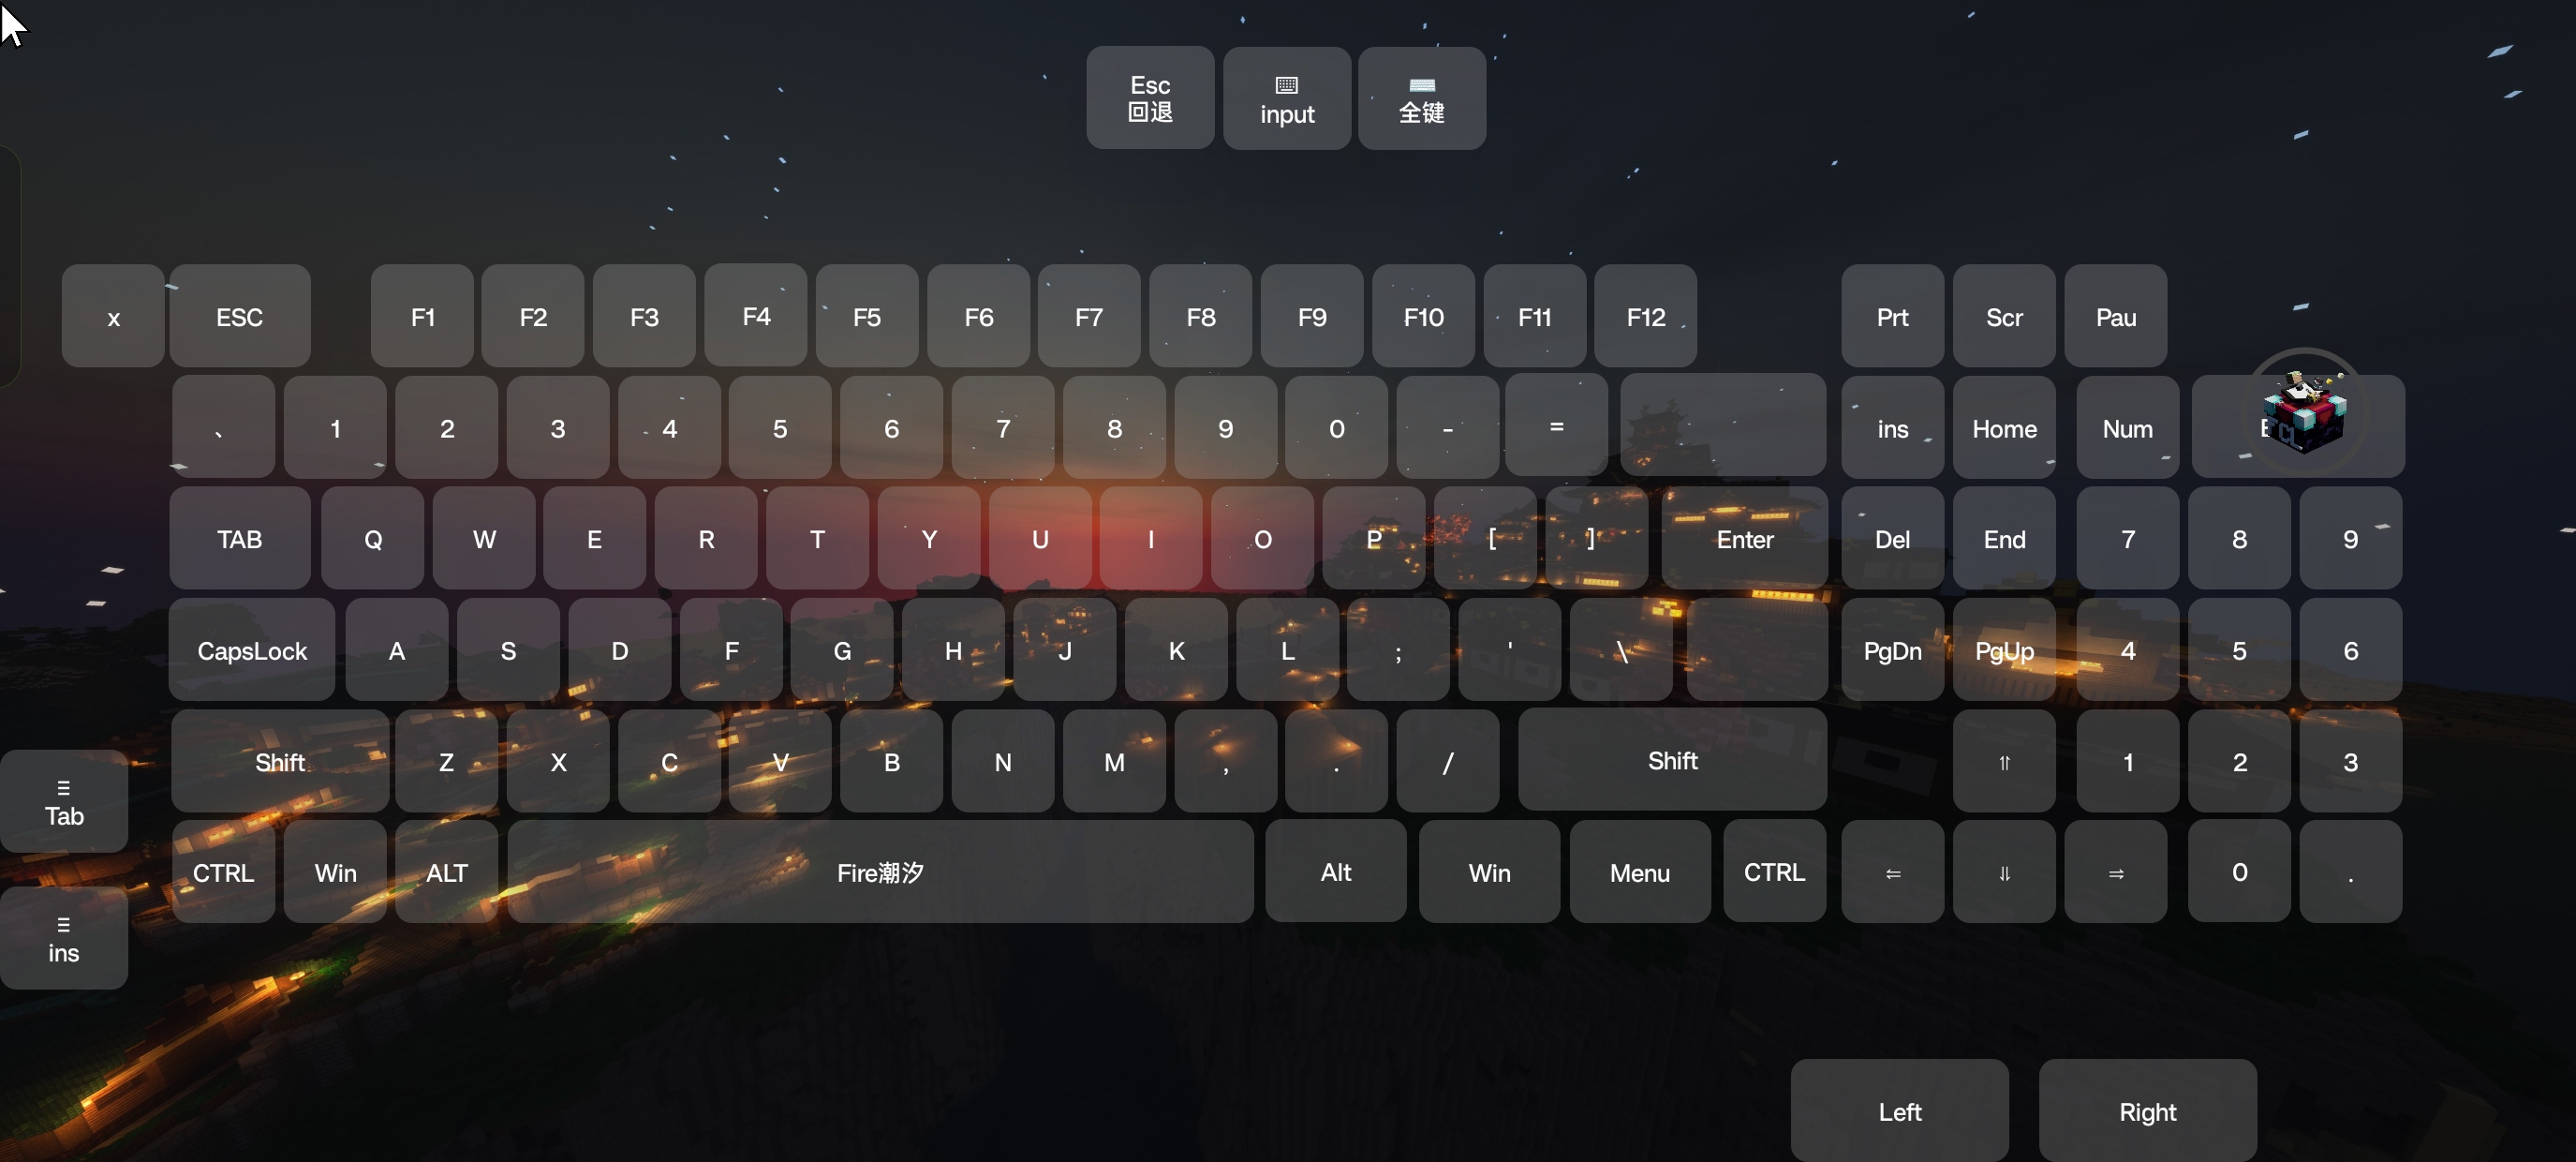 Esc
回退
input
全键
x ESC F1 F2 F3 F4 F5 F6 F7 F8 F9 F10 F11 F12 Prt Scr Pau
、 1 2 3 4 5 6 7 8 9 0 - = ins Home Num
FCL
TAB Q W E R T Y U I O P [ ] Enter Del End 7 8 9
CapsLock A S D F G H J K L ; ' \ PgDn PgUp 4 5 6
Shift Z X C V B N M , . / Shift ⥣ 1 2 3
☰
Tab
CTRL Win ALT Fire潮汐 Alt Win Menu CTRL ⇐ ⥥ ⇒ 0 .
☰
ins
Left Right